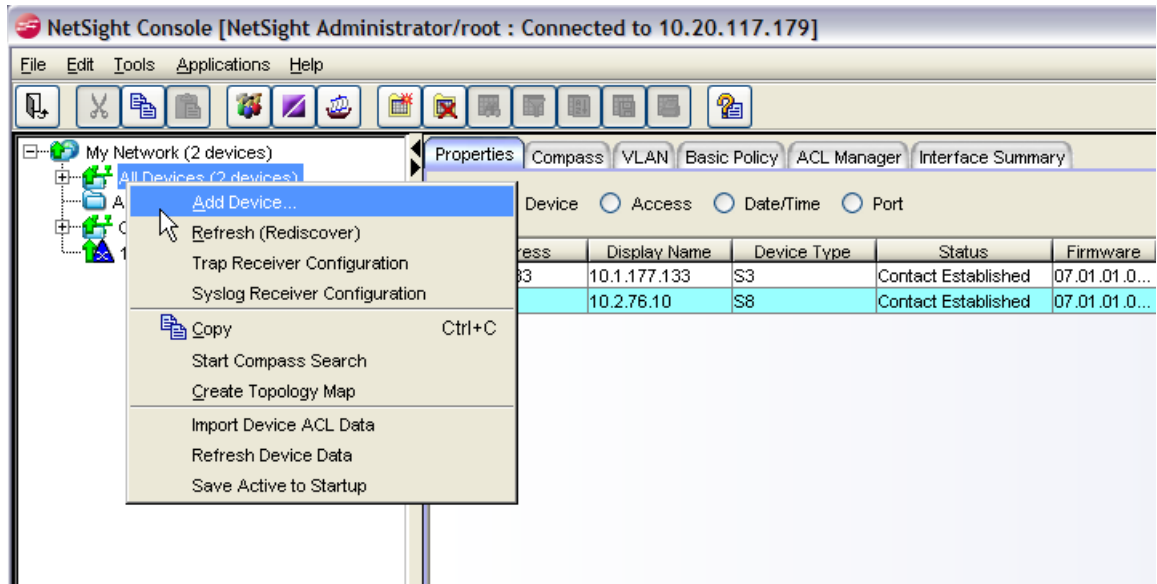 NetSight Console [NetSight Administrator/root : Connected to 10.20.117.179]
File Edit Tools Applications Help
My Network (2 devices)
All Devices (2 devices)
Properties Compass VLAN Basic Policy ACL Manager Interface Summary
Device Access Date/Time Port
Display Name Device Type Status Firmware
10.1.177.133 S3 Contact Established 07.01.01.0...
10.2.76.10 S8 Contact Established 07.01.01.0...
Add Device...
Refresh (Rediscover)
Trap Receiver Configuration
Syslog Receiver Configuration
Copy Ctrl+C
Start Compass Search
Create Topology Map
Import Device ACL Data
Refresh Device Data
Save Active to Startup